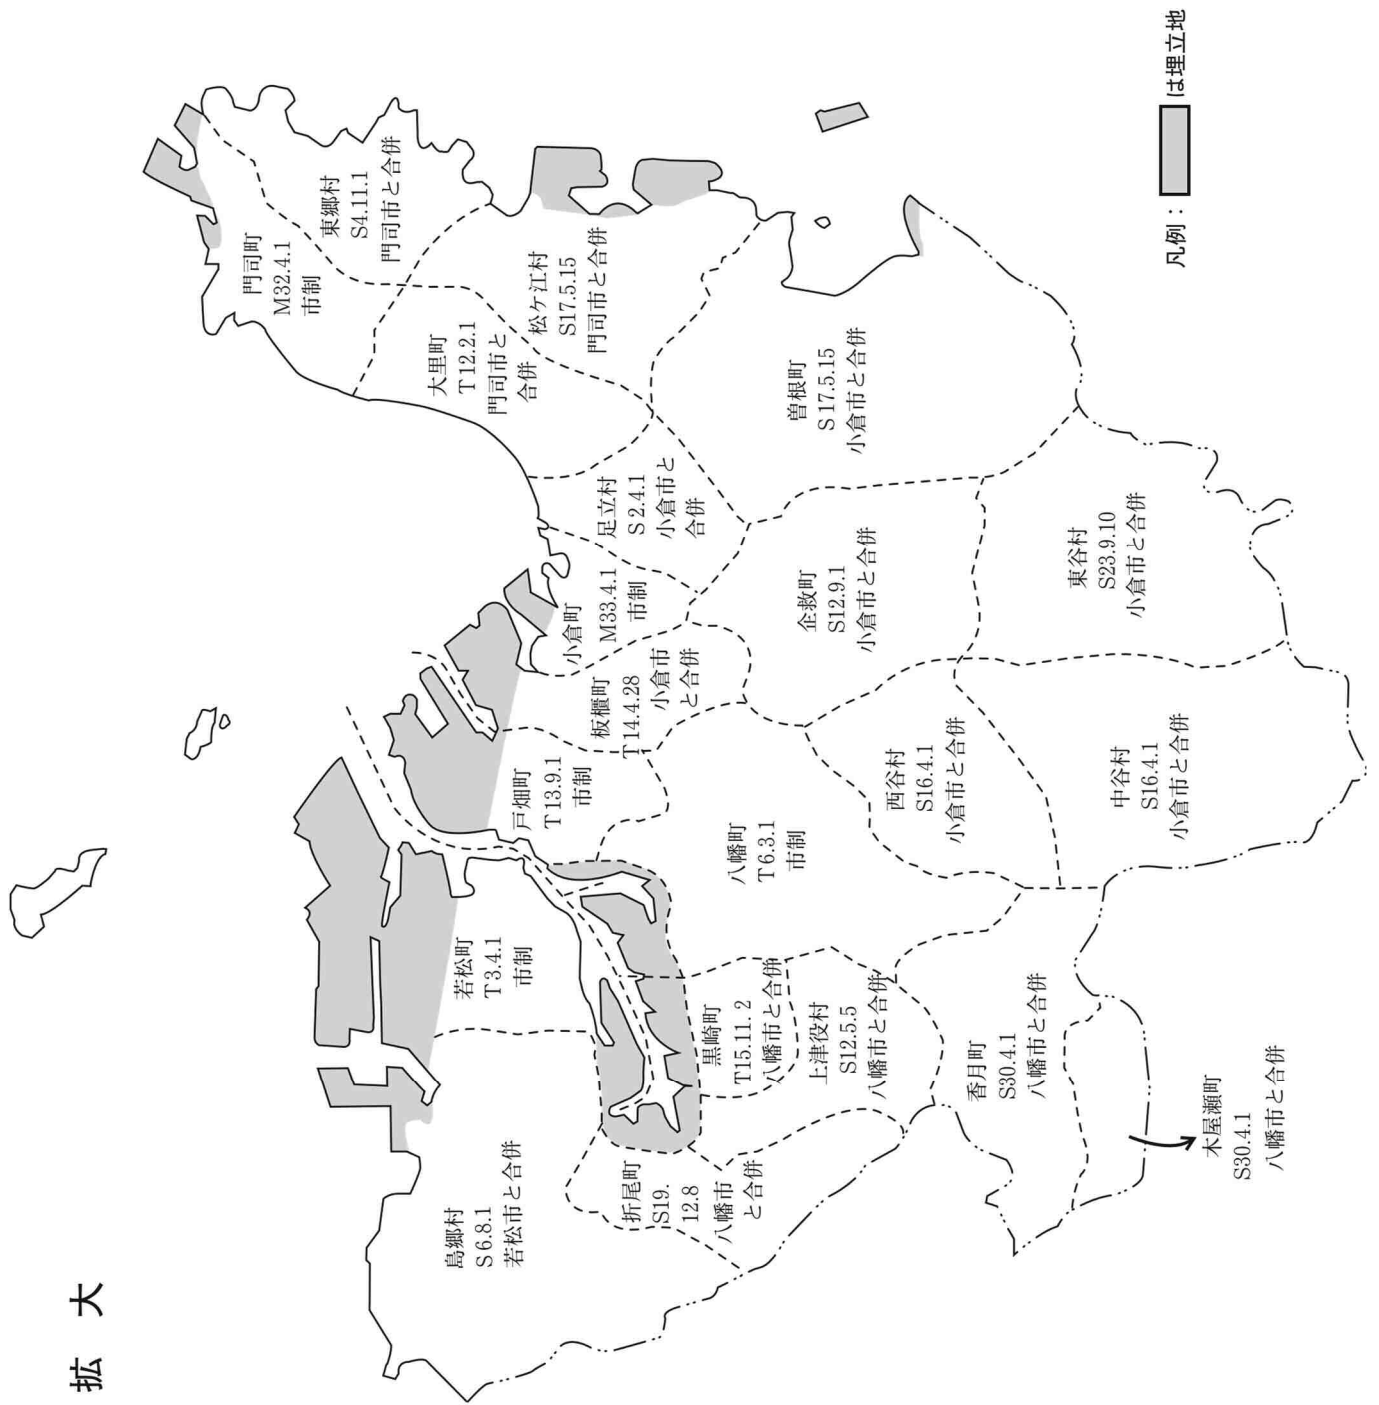 拡大
島郷村
S 6.8.1
若松市と合併
折尾町
S19.
12.8
八幡市
と合併
木屋瀬町
S30.4.1
八幡市と合併
香月町
S30.4.1
八幡市と合併
上津役村
S12.5.5
八幡市と合併
黒崎町
T15.11. 2
八幡市と合併
若松町
T 3.4.1
市制
八幡町
T 6.3.1
市制
戸畑町
T 13.9.1
市制
板櫃町
T 14.4.28
小倉市
と合併
西谷村
S16.4.1
小倉市と合併
中谷村
S16.4.1
小倉市と合併
小倉町
M33.4.1
市制
企救町
S12.9.1
小倉市と合併
東谷村
S23.9.10
小倉市と合併
足立村
S 2.4.1
小倉市と
合併
曽根町
S 17.5.15
小倉市と合併
大里町
T 12.2.1
門司市と
合併
松ケ江村
S17.5.15
門司市と合併
門司町
M32.4.1
市制
東郷村
S4.11.1
門司市と合併
凡例： は埋立地